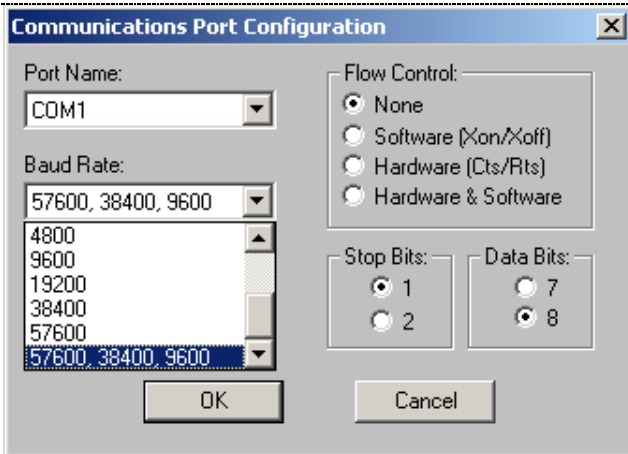 Communications Port Configuration
Port Name:
COM1
Baud Rate:
57600, 38400, 9600
4800
9600
19200
38400
57600
57600, 38400, 9600
Flow Control:
None
Software (Xon/Xoff)
Hardware (Cts/Rts)
Hardware & Software
Stop Bits:
1
2
Data Bits:
7
8
OK
Cancel